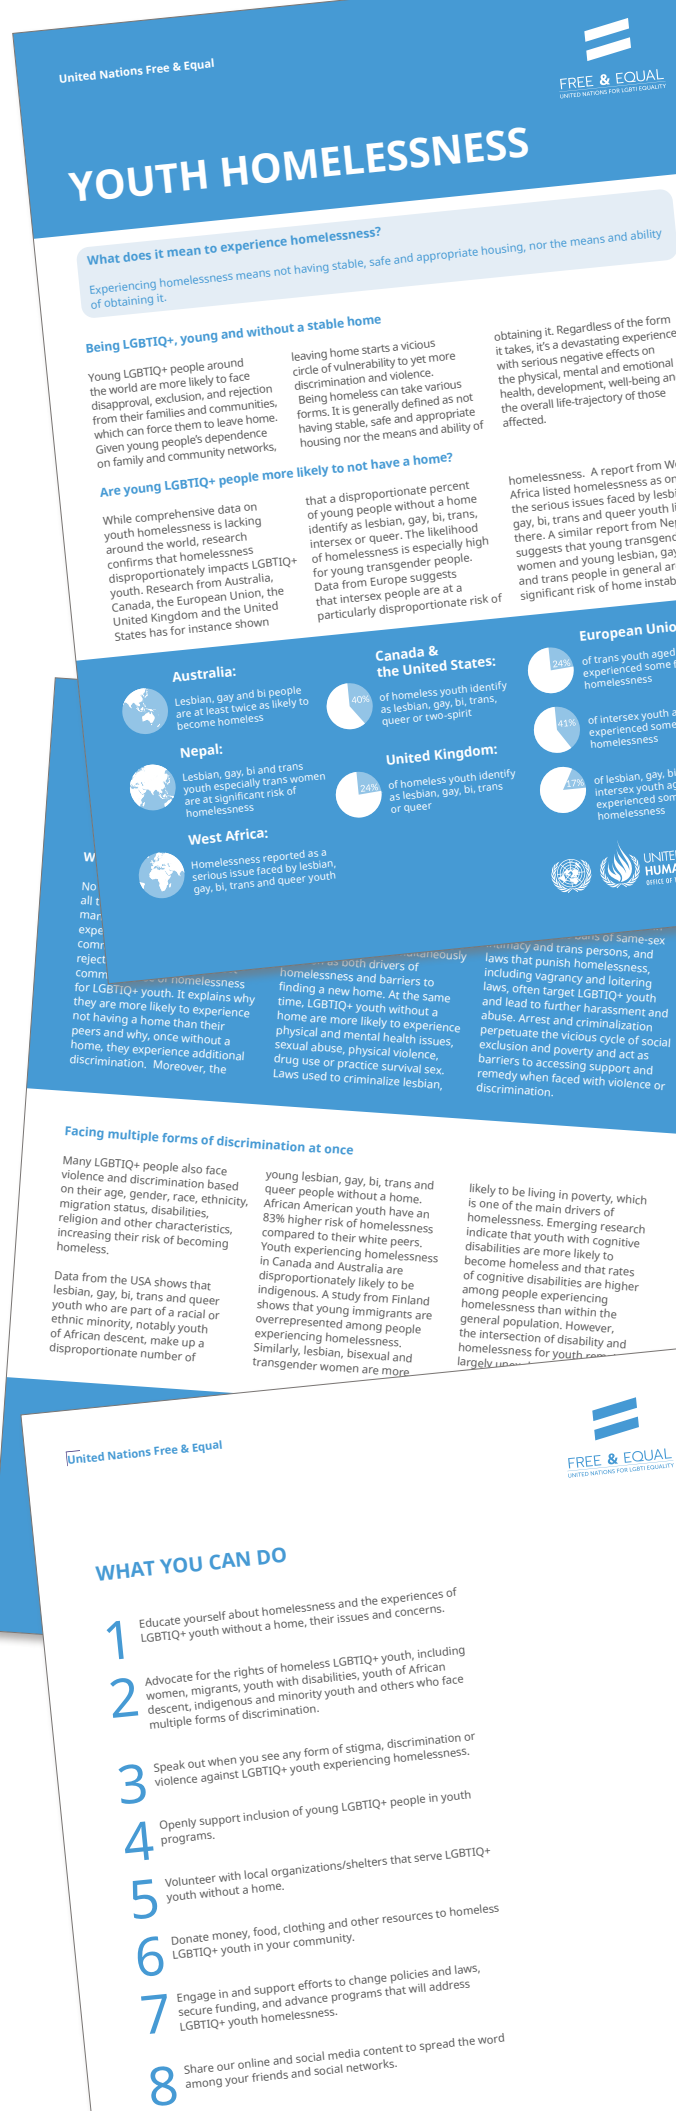 United Nations Free & Equal
FREE & EQUAL
UNITED NATIONS FOR LGBTI EQUALITY
YOUTH HOMELESSNESS
What does it mean to experience homelessness?
Experiencing homelessness means not having stable, safe and appropriate housing, nor the means and ability
of obtaining it.
Being LGBTIQ+, young and without a stable home
Young LGBTIQ+ people around
the world are more likely to face
disapproval, exclusion, and rejection
from their families and communities,
which can force them to leave home.
Given young people's dependence
on family and community networks,
leaving home starts a vicious
circle of vulnerability to yet more
discrimination and violence.
Being homeless can take various
forms. It is generally defined as not
having stable, safe and appropriate
housing nor the means and ability of
obtaining it. Regardless of the form
it takes, it's a devastating experience
with serious negative effects on
the physical, mental and emotional
health, development, well-being an
the overall life-trajectory of those
affected.
Are young LGBTIQ+ people more likely to not have a home?
While comprehensive data on
youth homelessness is lacking
around the world, research
confirms that homelessness
disproportionately impacts LGBTIQ+
youth. Research from Australia,
Canada, the European Union, the
United Kingdom and the United
States has for instance shown
that a disproportionate percent
of young people without a home
identify as lesbian, gay, bi, trans,
intersex or queer. The likelihood
of homelessness is especially high
for young transgender people.
Data from Europe suggests
that intersex people are at a
particularly disproportionate risk of
homelessness. A report from We
Africa listed homelessness as on
the serious issues faced by lesbi
gay, bi, trans and queer youth li
there. A similar report from Nep
suggests that young transgend
women and young lesbian, gay
and trans people in general ar
significant risk of home instab
Australia:
Lesbian, gay and bi people
are at least twice as likely to
become homeless
Nepal:
Lesbian, gay, bi and trans
youth especially trans women
are at significant risk of
homelessness
West Africa:
Homelessness reported as a
serious issue faced by lesbian,
gay, bi, trans and queer youth
Canada &
the United States:
40%
of homeless youth identify
as lesbian, gay, bi, trans,
queer or two-spirit
United Kingdom:
24%
of homeless youth identify
as lesbian, gay, bi, trans
or queer
European Unio
24%
of trans youth aged
experienced some f
homelessness
41%
of intersex youth a
experienced some
homelessness
17%
of lesbian, gay, bi
intersex youth ag
experienced som
homelessness
UNITE
HUMA
OFFICE OF T
W
No
all t
mar
expe
comr
reject
comm
homelessness
for LGBTIQ+ youth. It explains why
they are more likely to experience
not having a home than their
peers and why, once without a
home, they experience additional
discrimination. Moreover, the
as both drivers of
homelessness and barriers to
finding a new home. At the same
time, LGBTIQ+ youth without a
home are more likely to experience
physical and mental health issues,
sexual abuse, physical violence,
drug use or practice survival sex.
Laws used to criminalize lesbian,
of same-sex
and trans persons, and
laws that punish homelessness,
including vagrancy and loitering
laws, often target LGBTIQ+ youth
and lead to further harassment and
abuse. Arrest and criminalization
perpetuate the vicious cycle of social
exclusion and poverty and act as
barriers to accessing support and
remedy when faced with violence or
discrimination.
Facing multiple forms of discrimination at once
Many LGBTIQ+ people also face
violence and discrimination based
on their age, gender, race, ethnicity,
migration status, disabilities,
religion and other characteristics,
increasing their risk of becoming
homeless.
Data from the USA shows that
lesbian, gay, bi, trans and queer
youth who are part of a racial or
ethnic minority, notably youth
of African descent, make up a
disproportionate number of
young lesbian, gay, bi, trans and
queer people without a home.
African American youth have an
83% higher risk of homelessness
compared to their white peers.
Youth experiencing homelessness
in Canada and Australia are
disproportionately likely to be
indigenous. A study from Finland
shows that young immigrants are
overrepresented among people
experiencing homelessness.
Similarly, lesbian, bisexual and
transgender women are more
likely to be living in poverty, which
is one of the main drivers of
homelessness. Emerging research
indicate that youth with cognitive
disabilities are more likely to
become homeless and that rates
of cognitive disabilities are higher
among people experiencing
homelessness than within the
general population. However,
the intersection of disability and
homelessness for youth
largely
United Nations Free & Equal
FREE & EQUAL
UNITED NATIONS FOR LGBTI EQUALITY
WHAT YOU CAN DO
1
Educate yourself about homelessness and the experiences of
LGBTIQ+ youth without a home, their issues and concerns.
2
Advocate for the rights of homeless LGBTIQ+ youth, including
women, migrants, youth with disabilities, youth of African
descent, indigenous and minority youth and others who face
multiple forms of discrimination.
3
Speak out when you see any form of stigma, discrimination or
violence against LGBTIQ+ youth experiencing homelessness.
4
Openly support inclusion of young LGBTIQ+ people in youth
programs.
5
Volunteer with local organizations/shelters that serve LGBTIQ+
youth without a home.
6
Donate money, food, clothing and other resources to homeless
LGBTIQ+ youth in your community.
7
Engage in and support efforts to change policies and laws,
secure funding, and advance programs that will address
LGBTIQ+ youth homelessness.
8
Share our online and social media content to spread the word
among your friends and social networks.